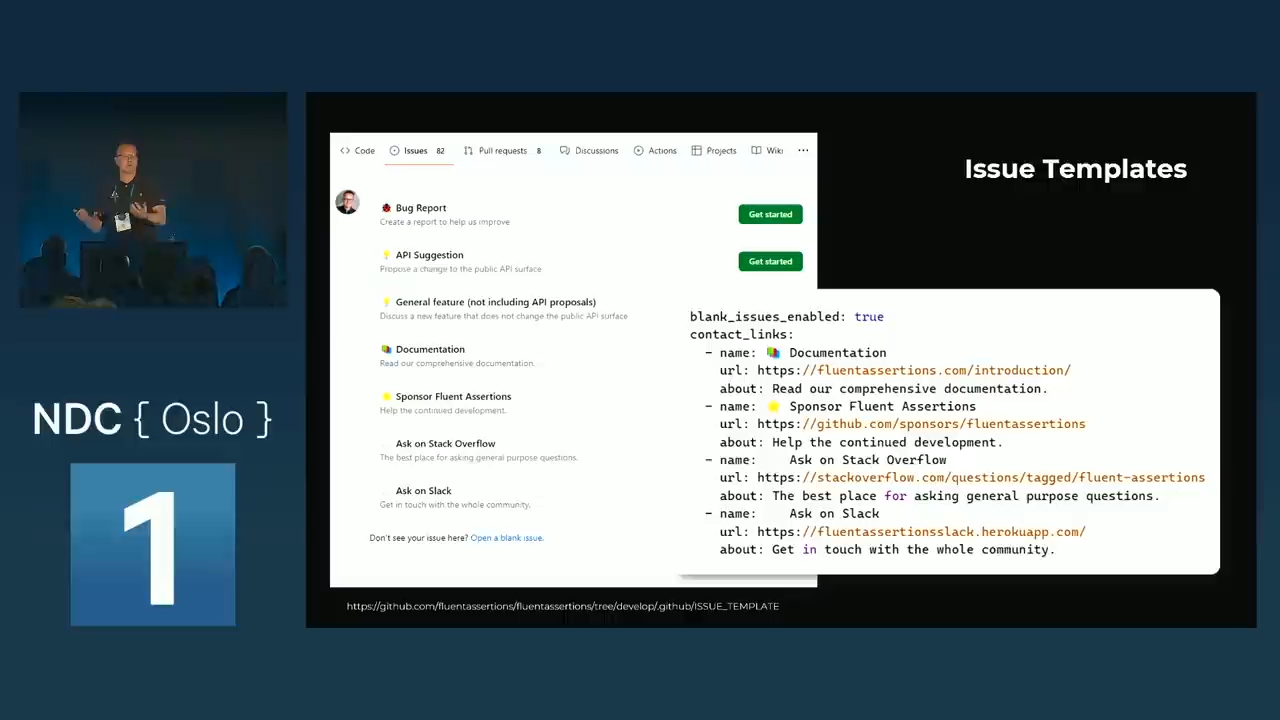 NDC { Oslo }
1
Issue Templates
Code Issues 82 Pull requests 8 Discussions Actions Projects Wiki ...
Bug Report
Create a report to help us improve
Get started
API Suggestion
Propose a change to the public API surface
Get started
General feature (not including API proposals)
Discuss a new feature that does not change the public API surface
Documentation
Read our comprehensive documentation.
Sponsor Fluent Assertions
Help the continued development.
Ask on Stack Overflow
The best place for asking general purpose questions.
Ask on Slack
Get in touch with the whole community.
Don't see your issue here? Open a blank issue.
blank_issues_enabled: true
contact_links:
- name: 📚 Documentation
url: https://fluentassertions.com/introduction/
about: Read our comprehensive documentation.
- name: 🌟 Sponsor Fluent Assertions
url: https://github.com/sponsors/fluentassertions
about: Help the continued development.
- name: Ask on Stack Overflow
url: https://stackoverflow.com/questions/tagged/fluent-assertions
about: The best place for asking general purpose questions.
- name: Ask on Slack
url: https://fluentassertionsslack.herokuapp.com/
about: Get in touch with the whole community.
https://github.com/fluentassertions/fluentassertions/tree/develop/.github/ISSUE_TEMPLATE